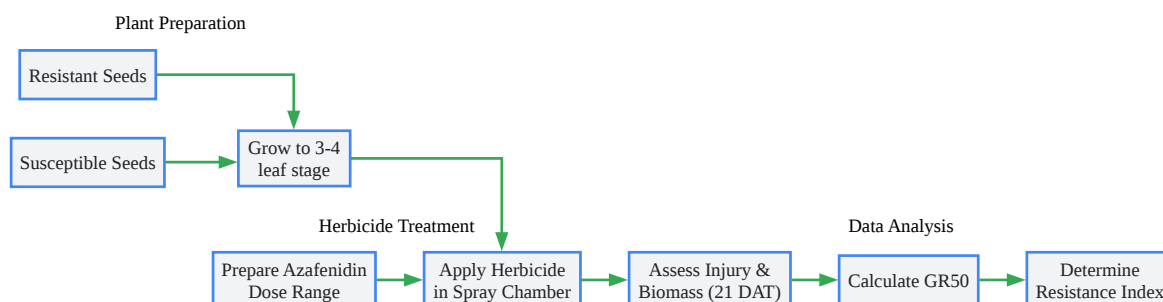 Plant Preparation
Resistant Seeds
Susceptible Seeds
Grow to 3-4
leaf stage
Herbicide Treatment
Data Analysis
Prepare Azafenidin
Dose Range
Apply Herbicide
in Spray Chamber
Assess Injury &
Biomass (21 DAT)
Calculate GR50
Determine
Resistance Index